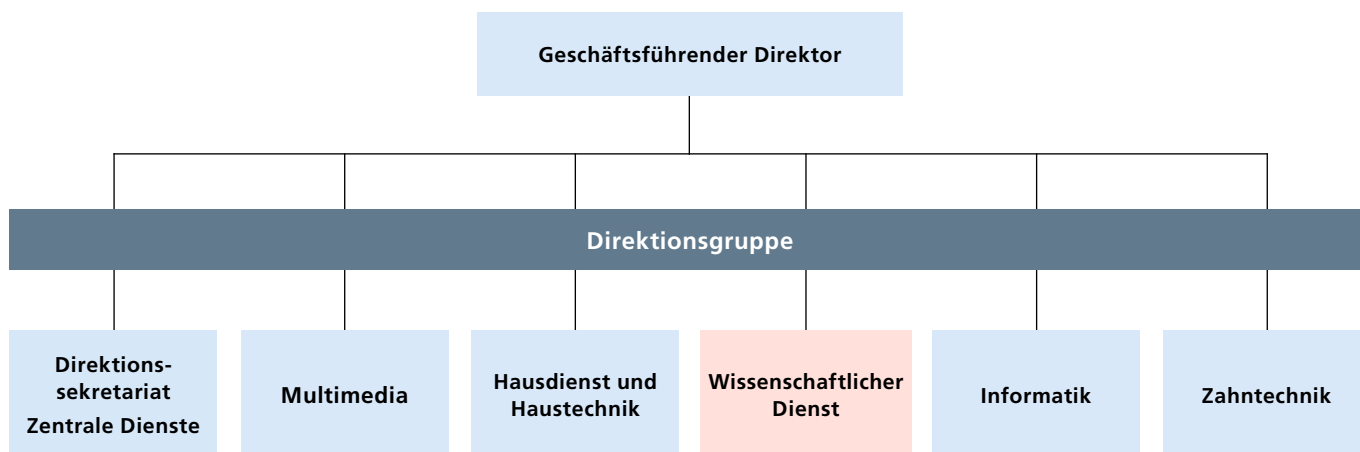 Geschäftsführender Direktor
Direktionsgruppe
Direktions-
sekretariat
Zentrale Dienste
Multimedia
Hausdienst und
Haustechnik
Wissenschaftlicher
Dienst
Informatik
Zahntechnik